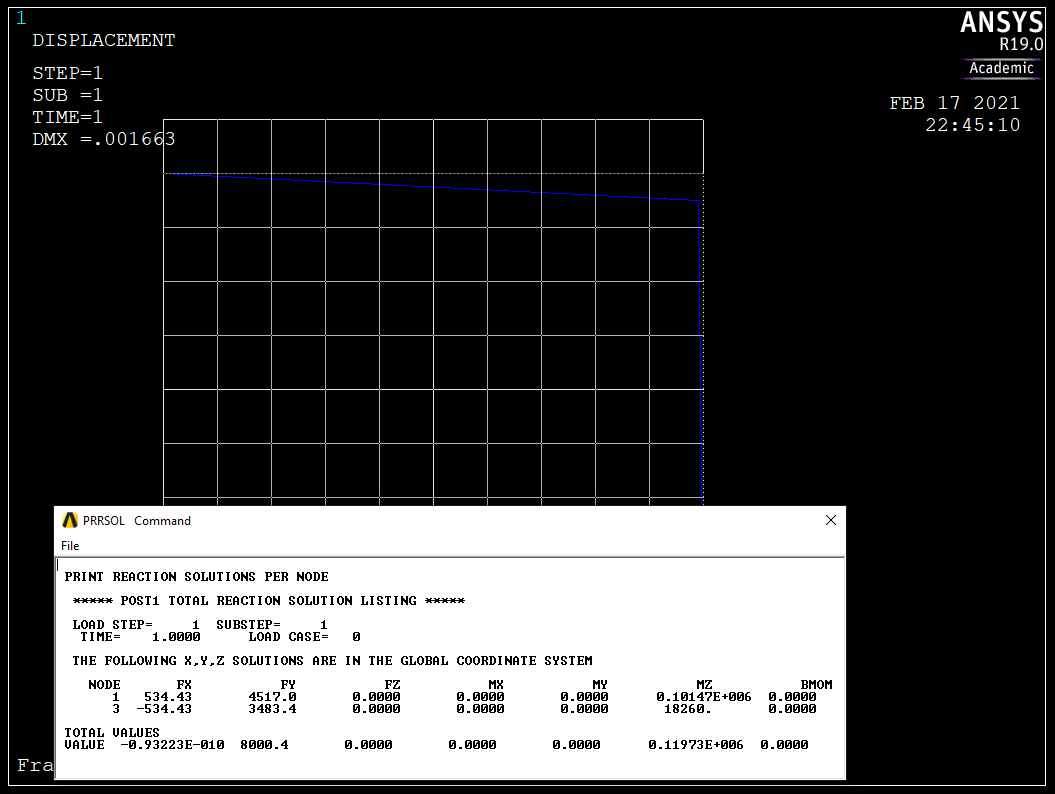 1
DISPLACEMENT
STEP=1
SUB =1
TIME=1
DMX =.001663
ANSYS
R19.0
Academic
FEB 17 2021
22:45:10
PRRSOL Command
File
PRINT REACTION SOLUTIONS PER NODE
***** POST1 TOTAL REACTION SOLUTION LISTING *****
LOAD STEP= 1 SUBSTEP= 1
TIME= 1.0000 LOAD CASE= 0
THE FOLLOWING X,Y,Z SOLUTIONS ARE IN THE GLOBAL COORDINATE SYSTEM
NODE FX FY FZ MX MY MZ BMOM
1 534.43 4517.0 0.0000 0.0000 0.0000 0.10147E+006 0.0000
3 -534.43 3483.4 0.0000 0.0000 0.0000 18260. 0.0000
TOTAL VALUES
VALUE -0.93223E-010 8000.4 0.0000 0.0000 0.0000 0.11973E+006 0.0000
Fra